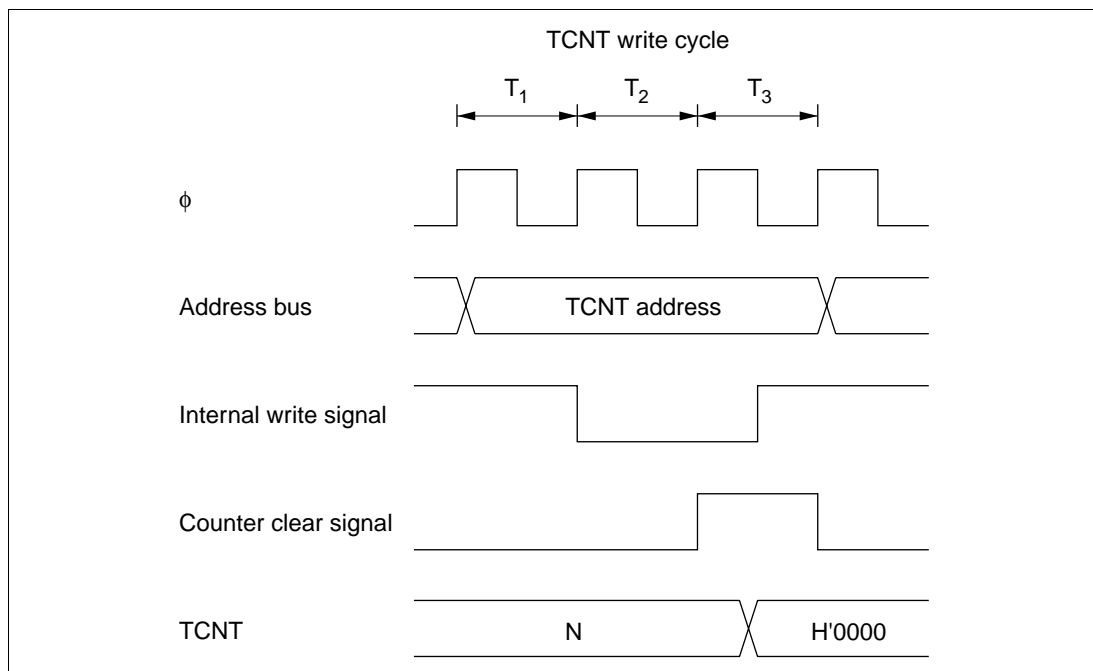 TCNT write cycle
T1 T2 T3
ϕ
Address bus TCNT address
Internal write signal
Counter clear signal
TCNT N H'0000